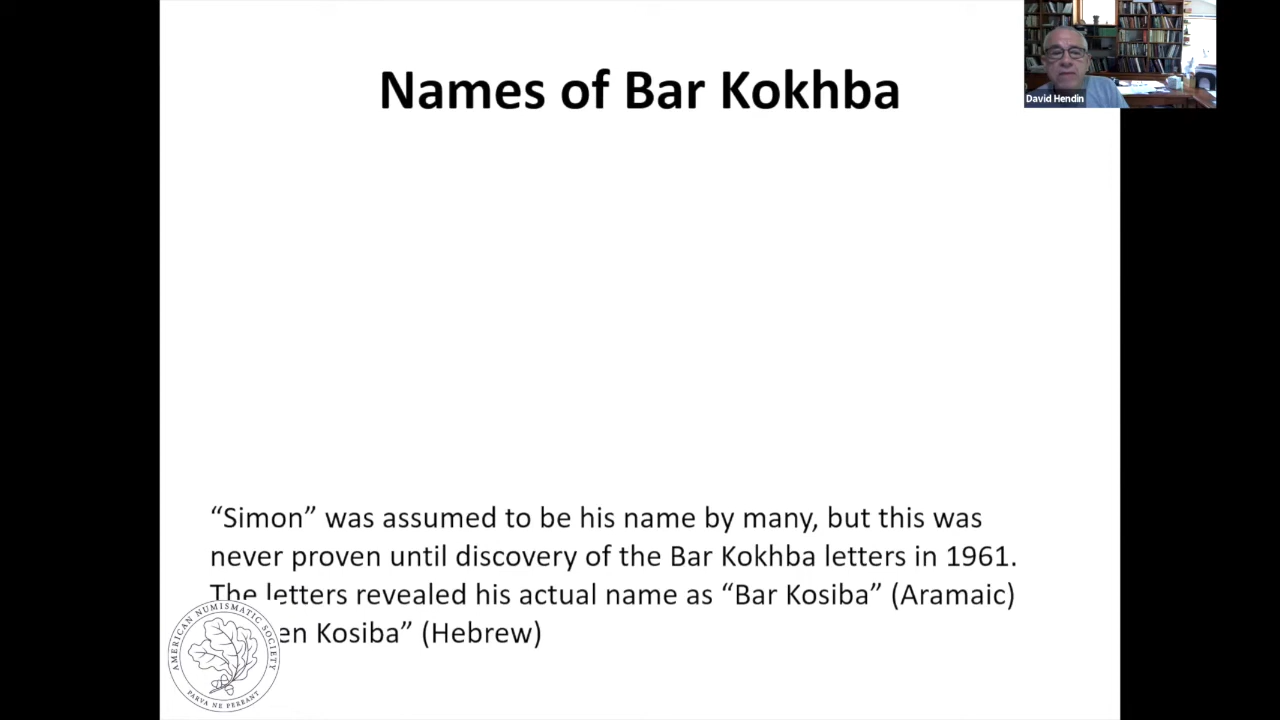 Names of Bar Kokhba
David Hendin
“Simon” was assumed to be his name by many, but this was
never proven until discovery of the Bar Kokhba letters in 1961.
The letters revealed his actual name as “Bar Kosiba” (Aramaic)
en Kosiba” (Hebrew)
AMERICAN NUMISMATIC SOCIETY
PARVA NE PEREANT